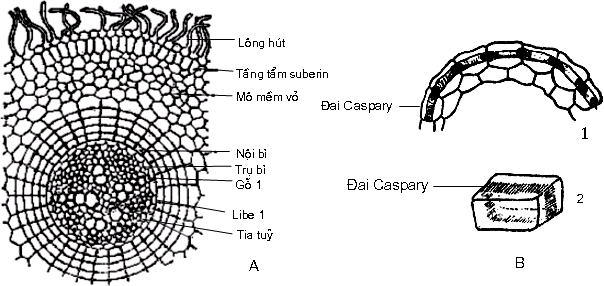 Lông hút
Tầng tẩm suberin
Mô mềm vỏ
Nội bì
Trụ bì
Gỗ 1
Libe 1
Tia tuỷ
A
Đai Caspary
1
Đai Caspary
2
B